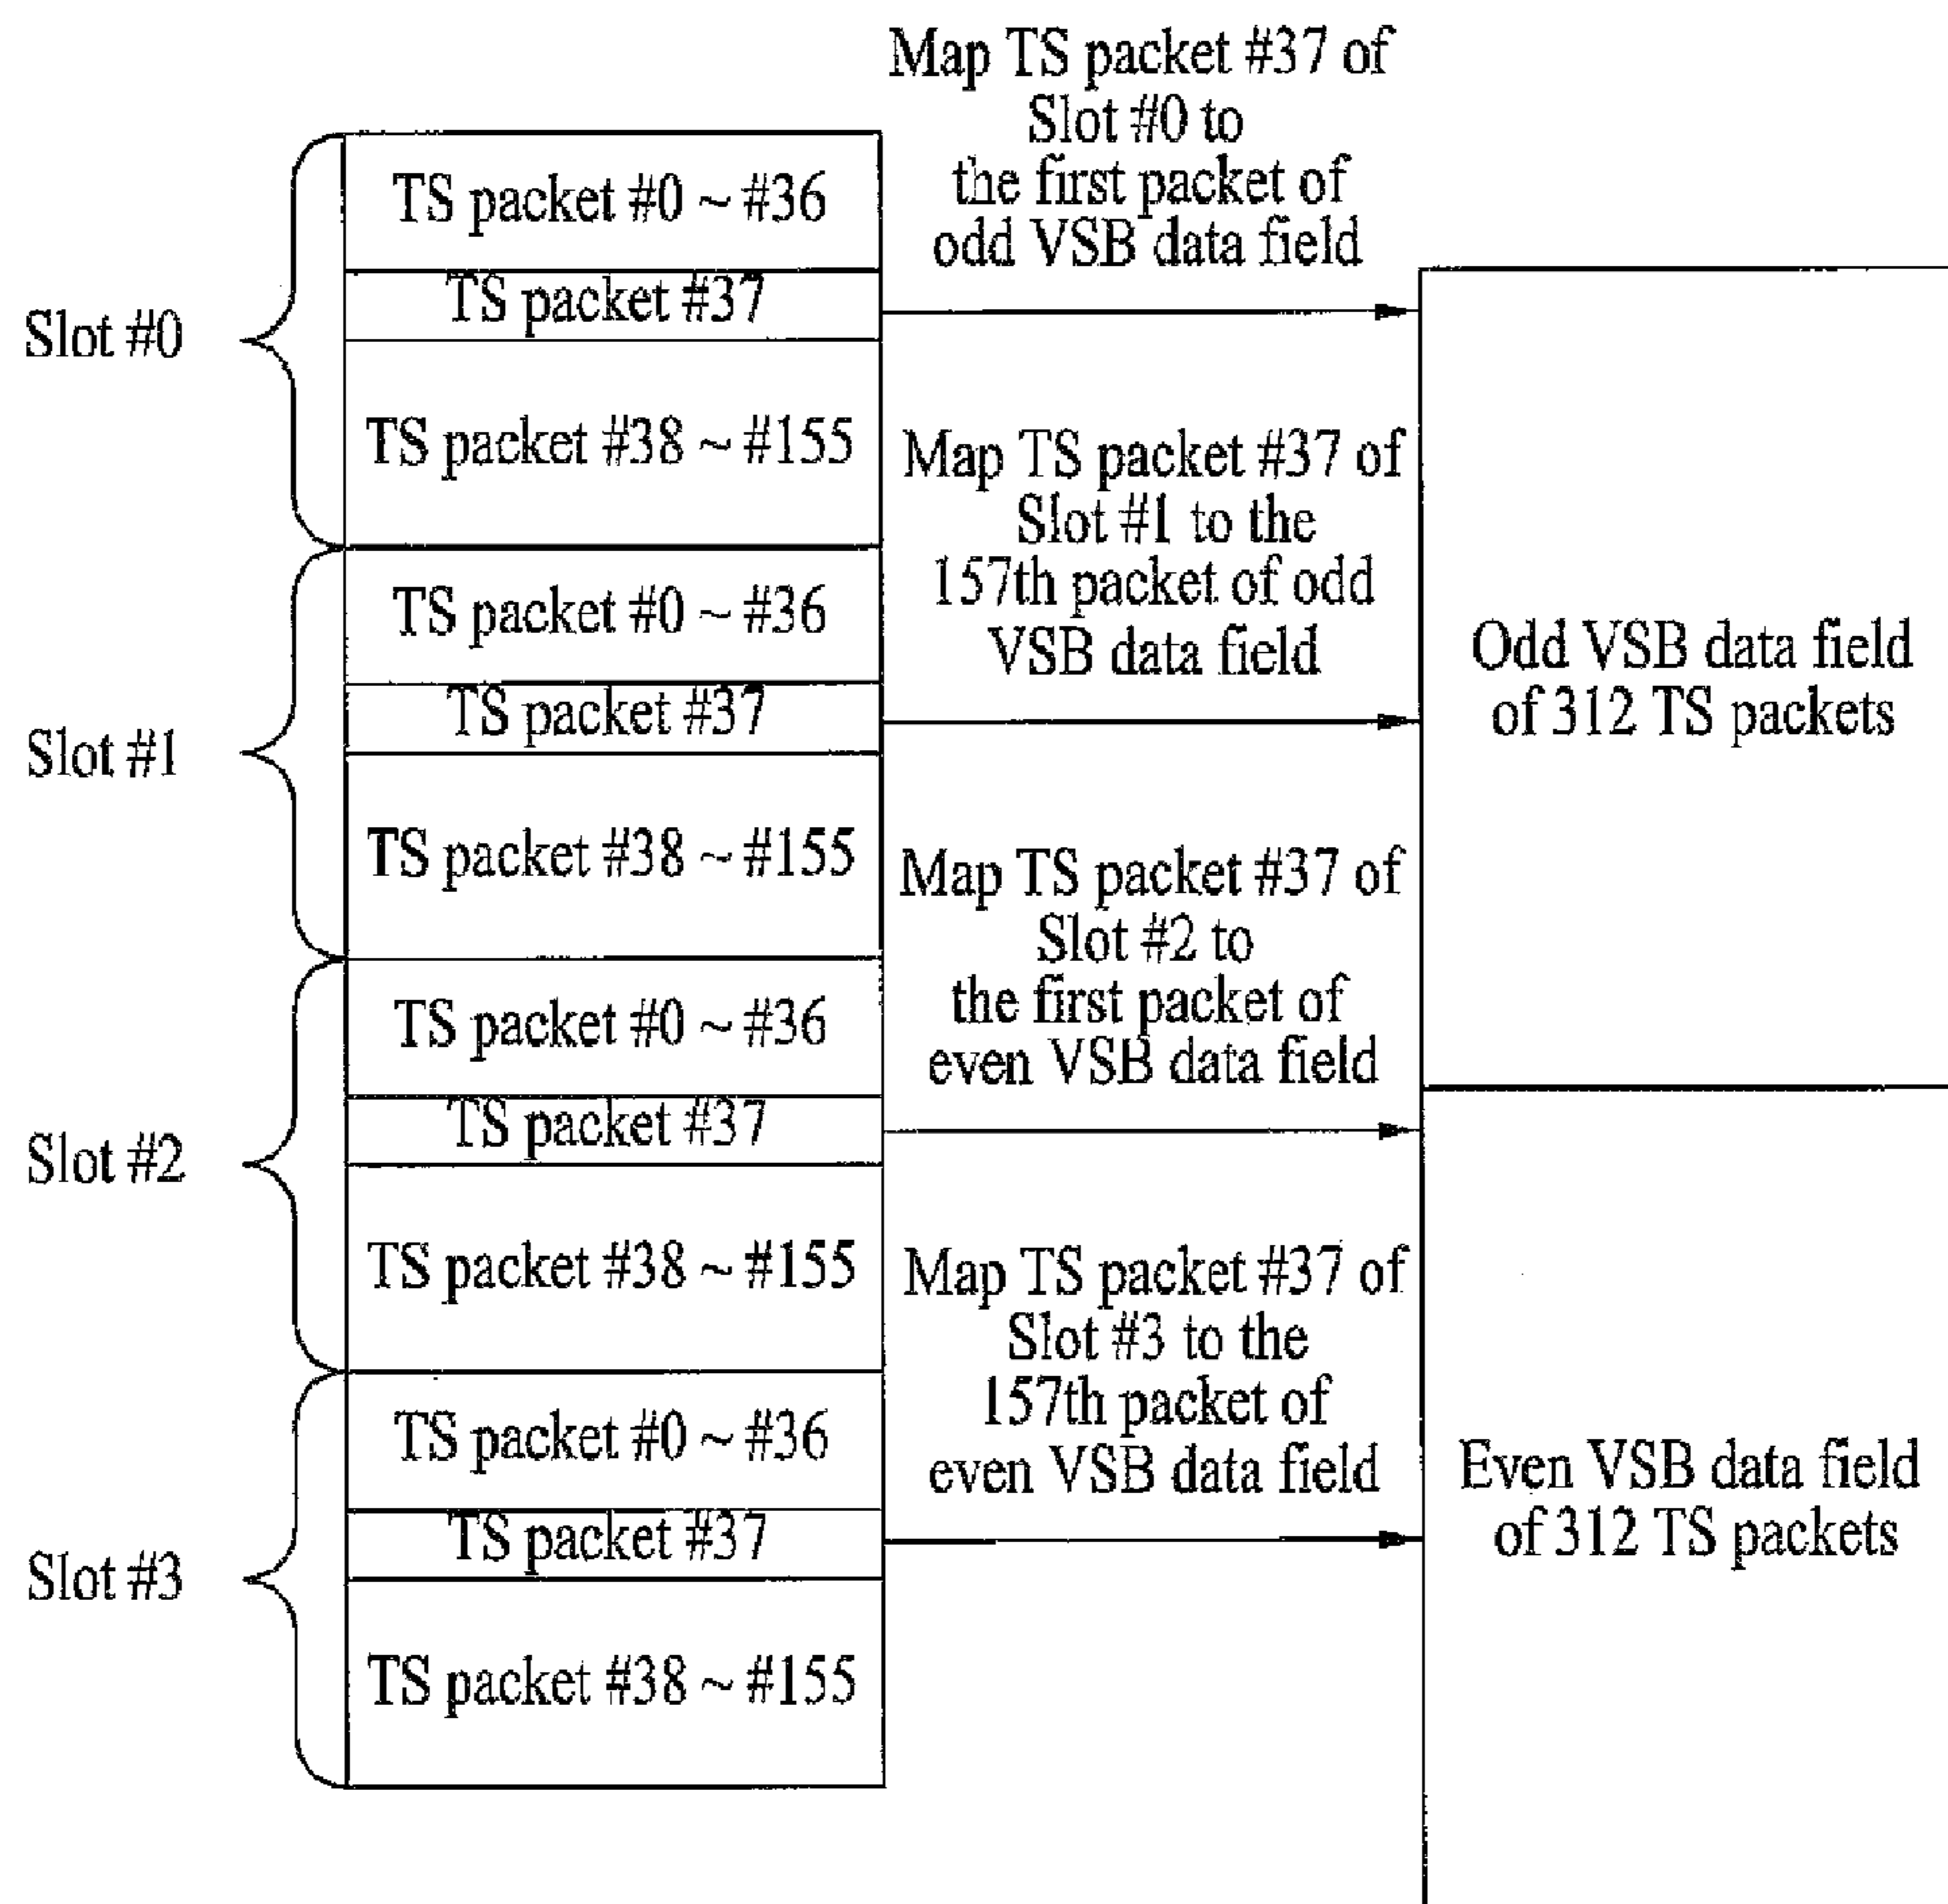 Map TS packet #37 of
Slot #0 to
the first packet of
odd VSB data field
Slot #0
TS packet #0 ~ #36
TS packet #37
TS packet #38 ~ #155
Map TS packet #37 of
Slot #1 to the
157th packet of odd
VSB data field
Slot #1
TS packet #0 ~ #36
TS packet #37
TS packet #38 ~ #155
Odd VSB data field
of 312 TS packets
Map TS packet #37 of
Slot #2 to
the first packet of
even VSB data field
Slot #2
TS packet #0 ~ #36
TS packet #37
TS packet #38 ~ #155
Map TS packet #37 of
Slot #3 to the
157th packet of
even VSB data field
Slot #3
TS packet #0 ~ #36
TS packet #37
TS packet #38 ~ #155
Even VSB data field
of 312 TS packets